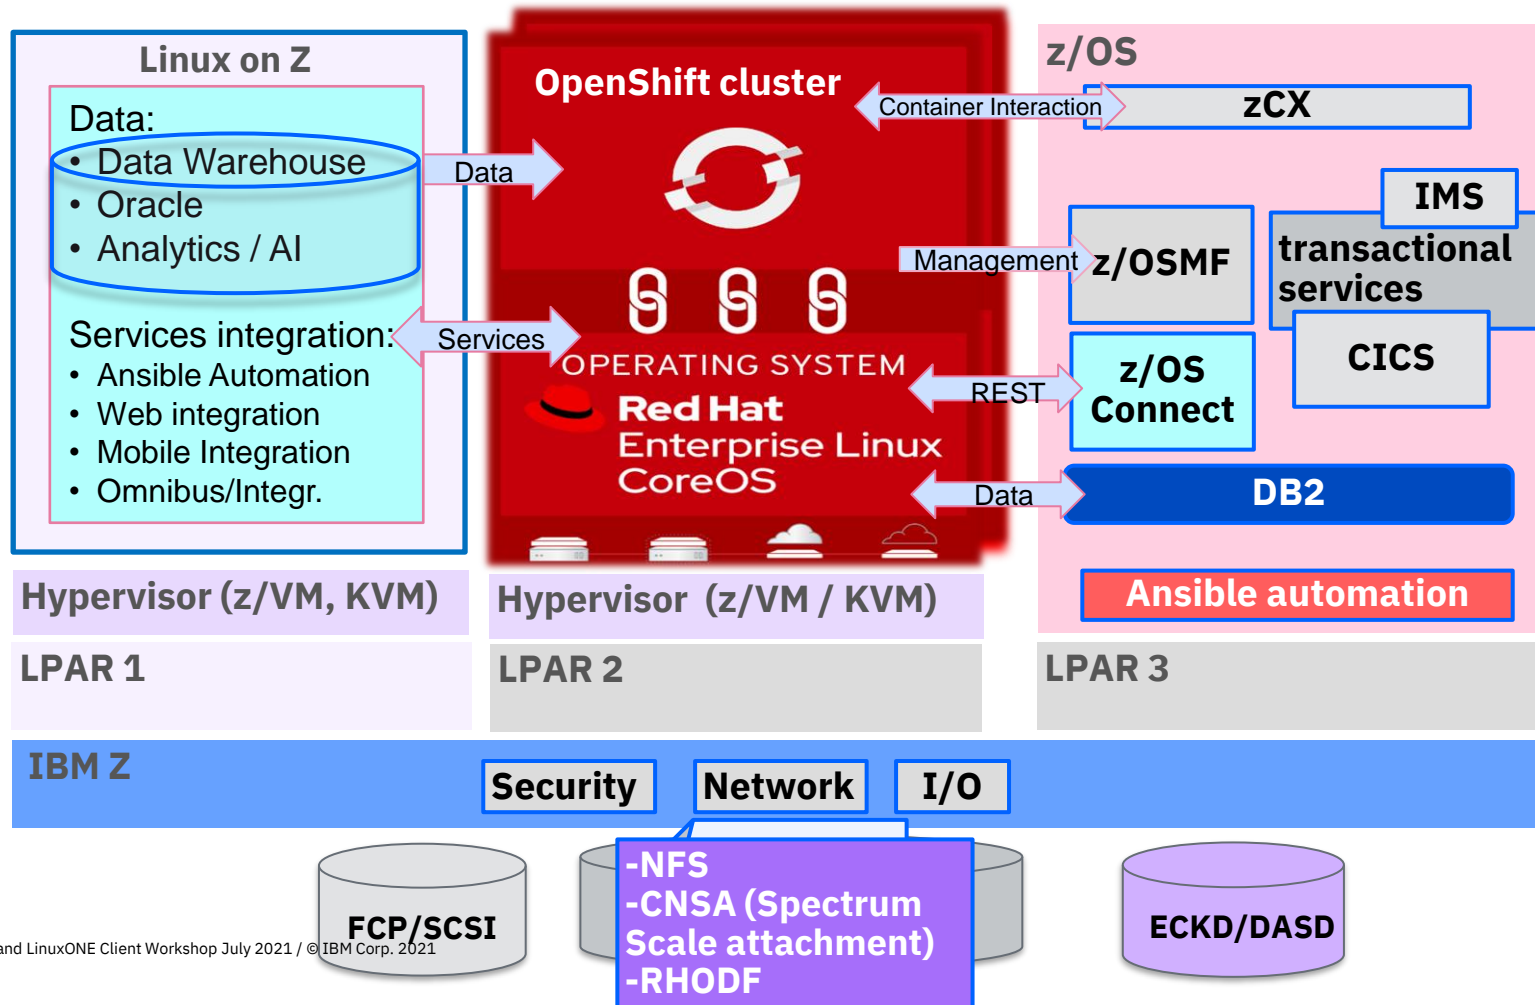 Linux on Z
Data:
• Data Warehouse
• Oracle
• Analytics / AI
Services integration:
• Ansible Automation
• Web integration
• Mobile Integration
• Omnibus/Integr.
Hypervisor (z/VM, KVM)
LPAR 1
Data
Services
OpenShift cluster
OPERATING SYSTEM
Red Hat
Enterprise Linux
CoreOS
Hypervisor (z/VM / KVM)
LPAR 2
Container Interaction
Management
REST
Data
z/OS
zCX
IMS
transactional
services
z/OSMF
CICS
z/OS
Connect
DB2
Ansible automation
LPAR 3
IBM Z
Security
Network
I/O
FCP/SCSI
-NFS
-CNSA (Spectrum
Scale attachment)
-RHODF
ECKD/DASD
and LinuxONE Client Workshop July 2021 / © IBM Corp. 2021